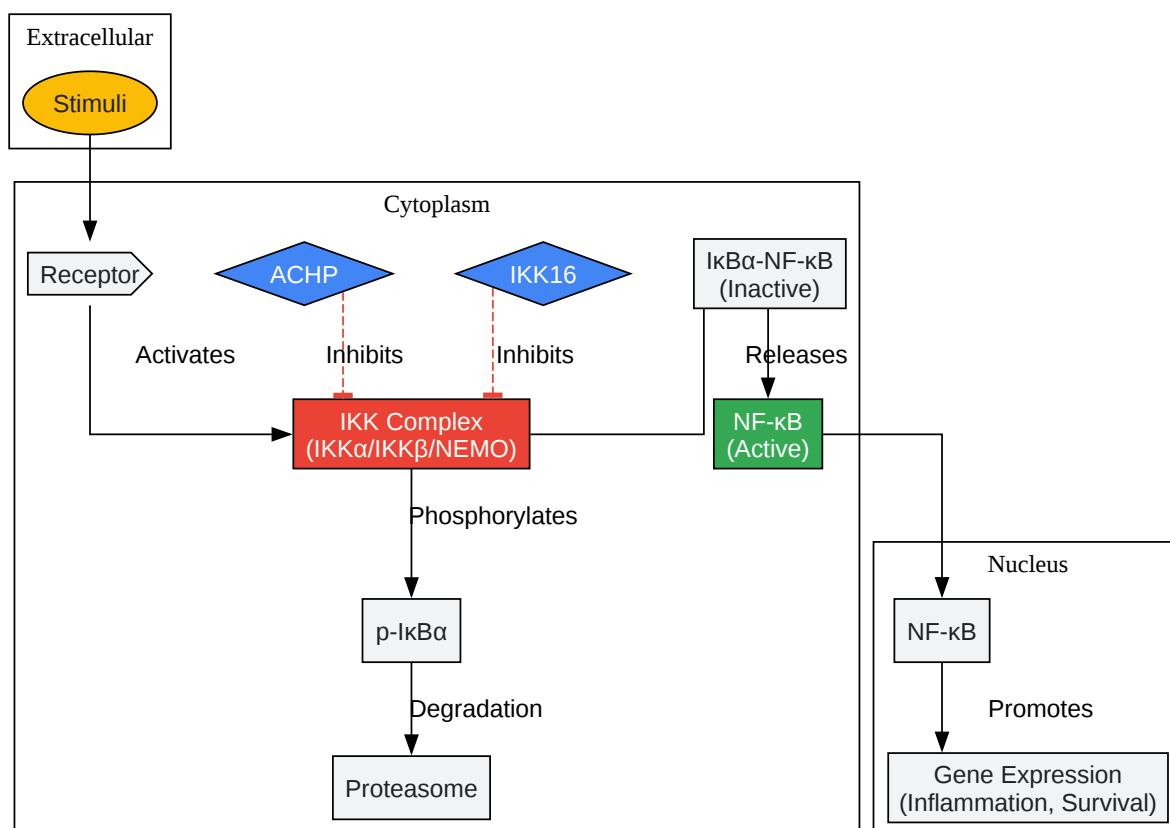 Extracellular
Stimuli
Cytoplasm
Receptor
ACHP
IKK16
IκBα-NF-κB
(Inactive)
Activates
Inhibits
Inhibits
Releases
IKK Complex
(IKKα/IKKβ/NEMO)
NF-κB
(Active)
Phosphorylates
Nucleus
p-IκBα
NF-κB
Degradation
Promotes
Proteasome
Gene Expression
(Inflammation, Survival)